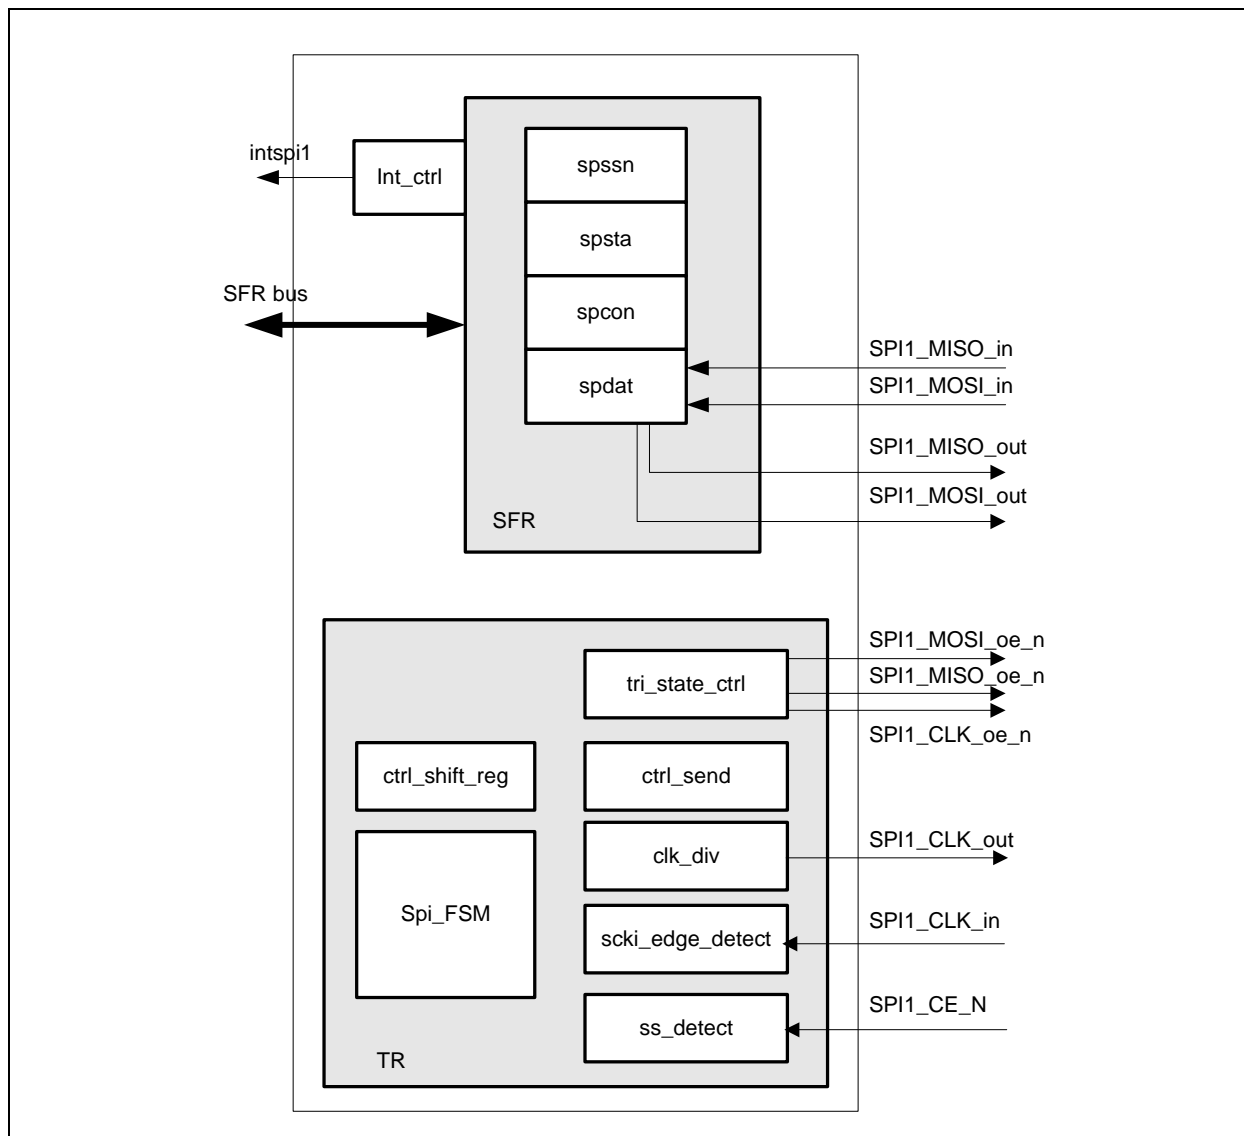 intspi1
Int_ctrl
SFR bus
spssn
spsta
spcon
spdat
SFR
SPI1_MISO_in
SPI1_MOSI_in
SPI1_MISO_out
SPI1_MOSI_out
tri_state_ctrl
ctrl_shift_reg
ctrl_send
clk_div
Spi_FSM
scki_edge_detect
ss_detect
TR
SPI1_MOSI_oe_n
SPI1_MISO_oe_n
SPI1_CLK_oe_n
SPI1_CLK_out
SPI1_CLK_in
SPI1_CE_N